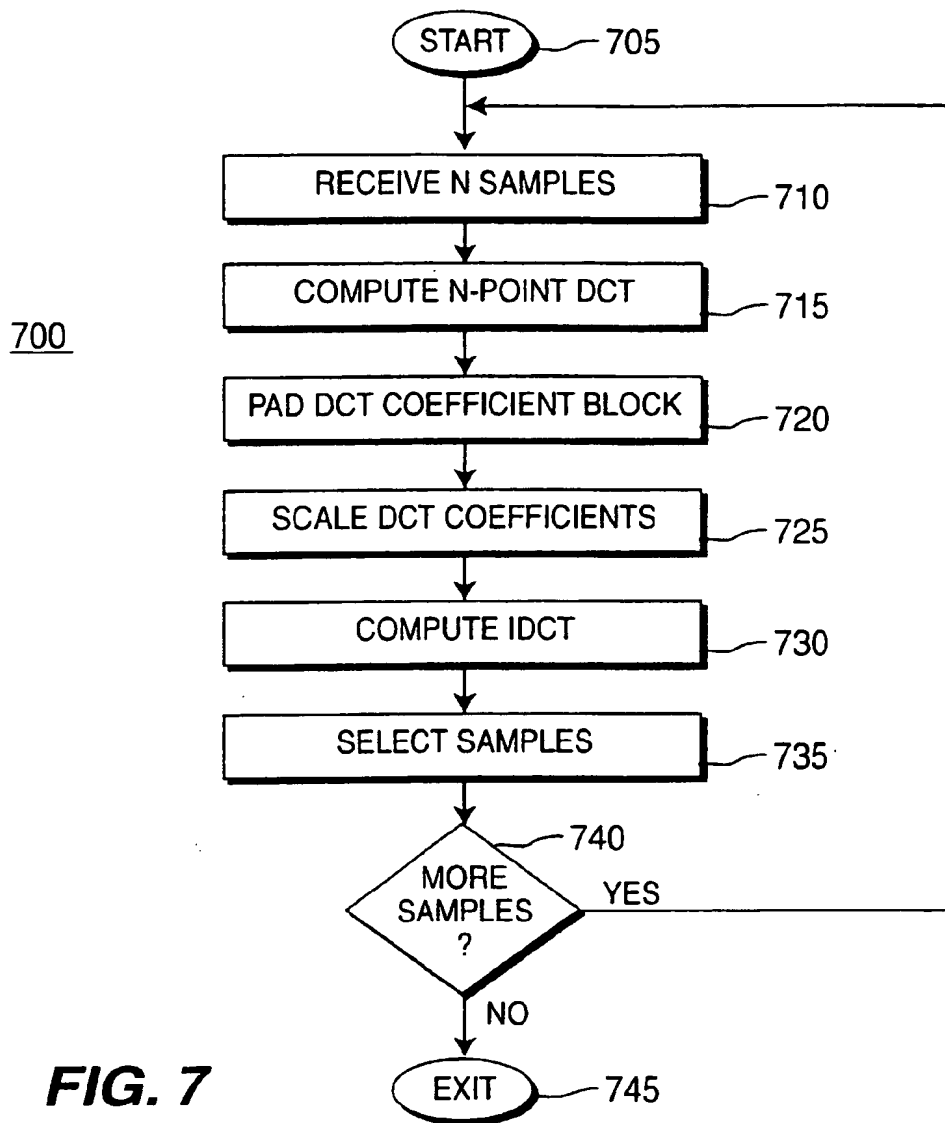 START
705
RECEIVE N SAMPLES
710
COMPUTE N-POINT DCT
715
700
PAD DCT COEFFICIENT BLOCK
720
SCALE DCT COEFFICIENTS
725
COMPUTE IDCT
730
SELECT SAMPLES
735
740
MORE
SAMPLES
?
YES
NO
EXIT
745
FIG. 7